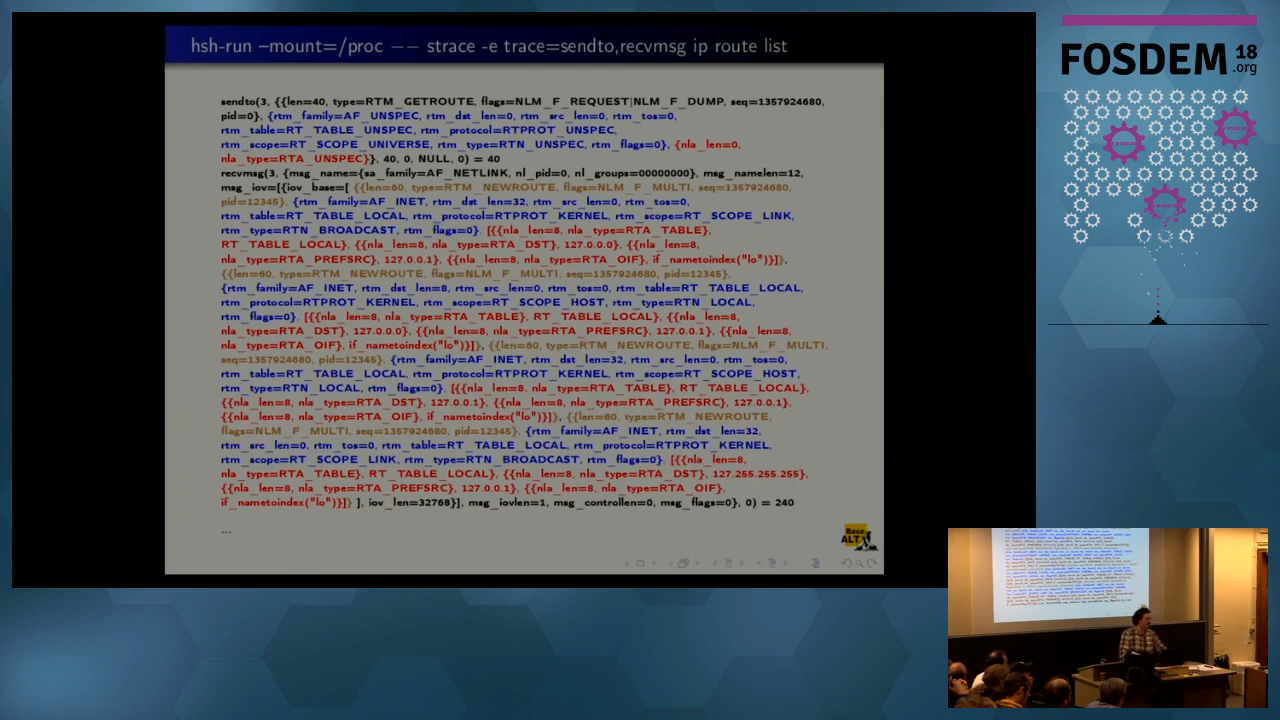 hsh-run –mount=/proc −− strace -e trace=sendto,recvmsg ip route list
sendto(3, {{len=40, type=RTM_GETROUTE, flags=NLM_F_REQUEST|NLM_F_DUMP, seq=1357924680,
pid=0}, {rtm_family=AF_UNSPEC, rtm_dst_len=0, rtm_src_len=0, rtm_tos=0,
rtm_table=RT_TABLE_UNSPEC, rtm_protocol=RTPROT_UNSPEC,
rtm_scope=RT_SCOPE_UNIVERSE, rtm_type=RTN_UNSPEC, rtm_flags=0}, {nla_len=0,
nla_type=RTA_UNSPEC}}, 40, 0, NULL, 0) = 40
recvmsg(3, {msg_name={sa_family=AF_NETLINK, nl_pid=0, nl_groups=00000000}, msg_namelen=12,
msg_iov=[{iov_base=[ {{len=60, type=RTM_NEWROUTE, flags=NLM_F_MULTI, seq=1357924680,
pid=12345}, {rtm_family=AF_INET, rtm_dst_len=32, rtm_src_len=0, rtm_tos=0,
rtm_table=RT_TABLE_LOCAL, rtm_protocol=RTPROT_KERNEL, rtm_scope=RT_SCOPE_LINK,
rtm_type=RTN_BROADCAST, rtm_flags=0}, [{{nla_len=8, nla_type=RTA_TABLE},
RT_TABLE_LOCAL}, {{nla_len=8, nla_type=RTA_DST}, 127.0.0.0}, {{nla_len=8,
nla_type=RTA_PREFSRC}, 127.0.0.1}, {{nla_len=8, nla_type=RTA_OIF}, if_nametoindex("lo")}]},
{{len=60, type=RTM_NEWROUTE, flags=NLM_F_MULTI, seq=1357924680, pid=12345},
{rtm_family=AF_INET, rtm_dst_len=8, rtm_src_len=0, rtm_tos=0, rtm_table=RT_TABLE_LOCAL,
rtm_protocol=RTPROT_KERNEL, rtm_scope=RT_SCOPE_HOST, rtm_type=RTN_LOCAL,
rtm_flags=0}, [{{nla_len=8, nla_type=RTA_TABLE}, RT_TABLE_LOCAL}, {{nla_len=8,
nla_type=RTA_DST}, 127.0.0.0}, {{nla_len=8, nla_type=RTA_PREFSRC}, 127.0.0.1}, {{nla_len=8,
nla_type=RTA_OIF}, if_nametoindex("lo")}]}, {{len=60, type=RTM_NEWROUTE, flags=NLM_F_MULTI,
seq=1357924680, pid=12345}, {rtm_family=AF_INET, rtm_dst_len=32, rtm_src_len=0, rtm_tos=0,
rtm_table=RT_TABLE_LOCAL, rtm_protocol=RTPROT_KERNEL, rtm_scope=RT_SCOPE_HOST,
rtm_type=RTN_LOCAL, rtm_flags=0}, [{{nla_len=8, nla_type=RTA_TABLE}, RT_TABLE_LOCAL},
{{nla_len=8, nla_type=RTA_DST}, 127.0.0.1}, {{nla_len=8, nla_type=RTA_PREFSRC}, 127.0.0.1},
{{nla_len=8, nla_type=RTA_OIF}, if_nametoindex("lo")}]}, {{len=60, type=RTM_NEWROUTE,
flags=NLM_F_MULTI, seq=1357924680, pid=12345}, {rtm_family=AF_INET, rtm_dst_len=32,
rtm_src_len=0, rtm_tos=0, rtm_table=RT_TABLE_LOCAL, rtm_protocol=RTPROT_KERNEL,
rtm_scope=RT_SCOPE_LINK, rtm_type=RTN_BROADCAST, rtm_flags=0}, [{{nla_len=8,
nla_type=RTA_TABLE}, RT_TABLE_LOCAL}, {{nla_len=8, nla_type=RTA_DST}, 127.255.255.255},
{{nla_len=8, nla_type=RTA_PREFSRC}, 127.0.0.1}, {{nla_len=8, nla_type=RTA_OIF},
if_nametoindex("lo")}]} ], iov_len=32768}], msg_iovlen=1, msg_controllen=0, msg_flags=0}, 0) = 240
...
Base
ALT
FOSDEM 18
.org